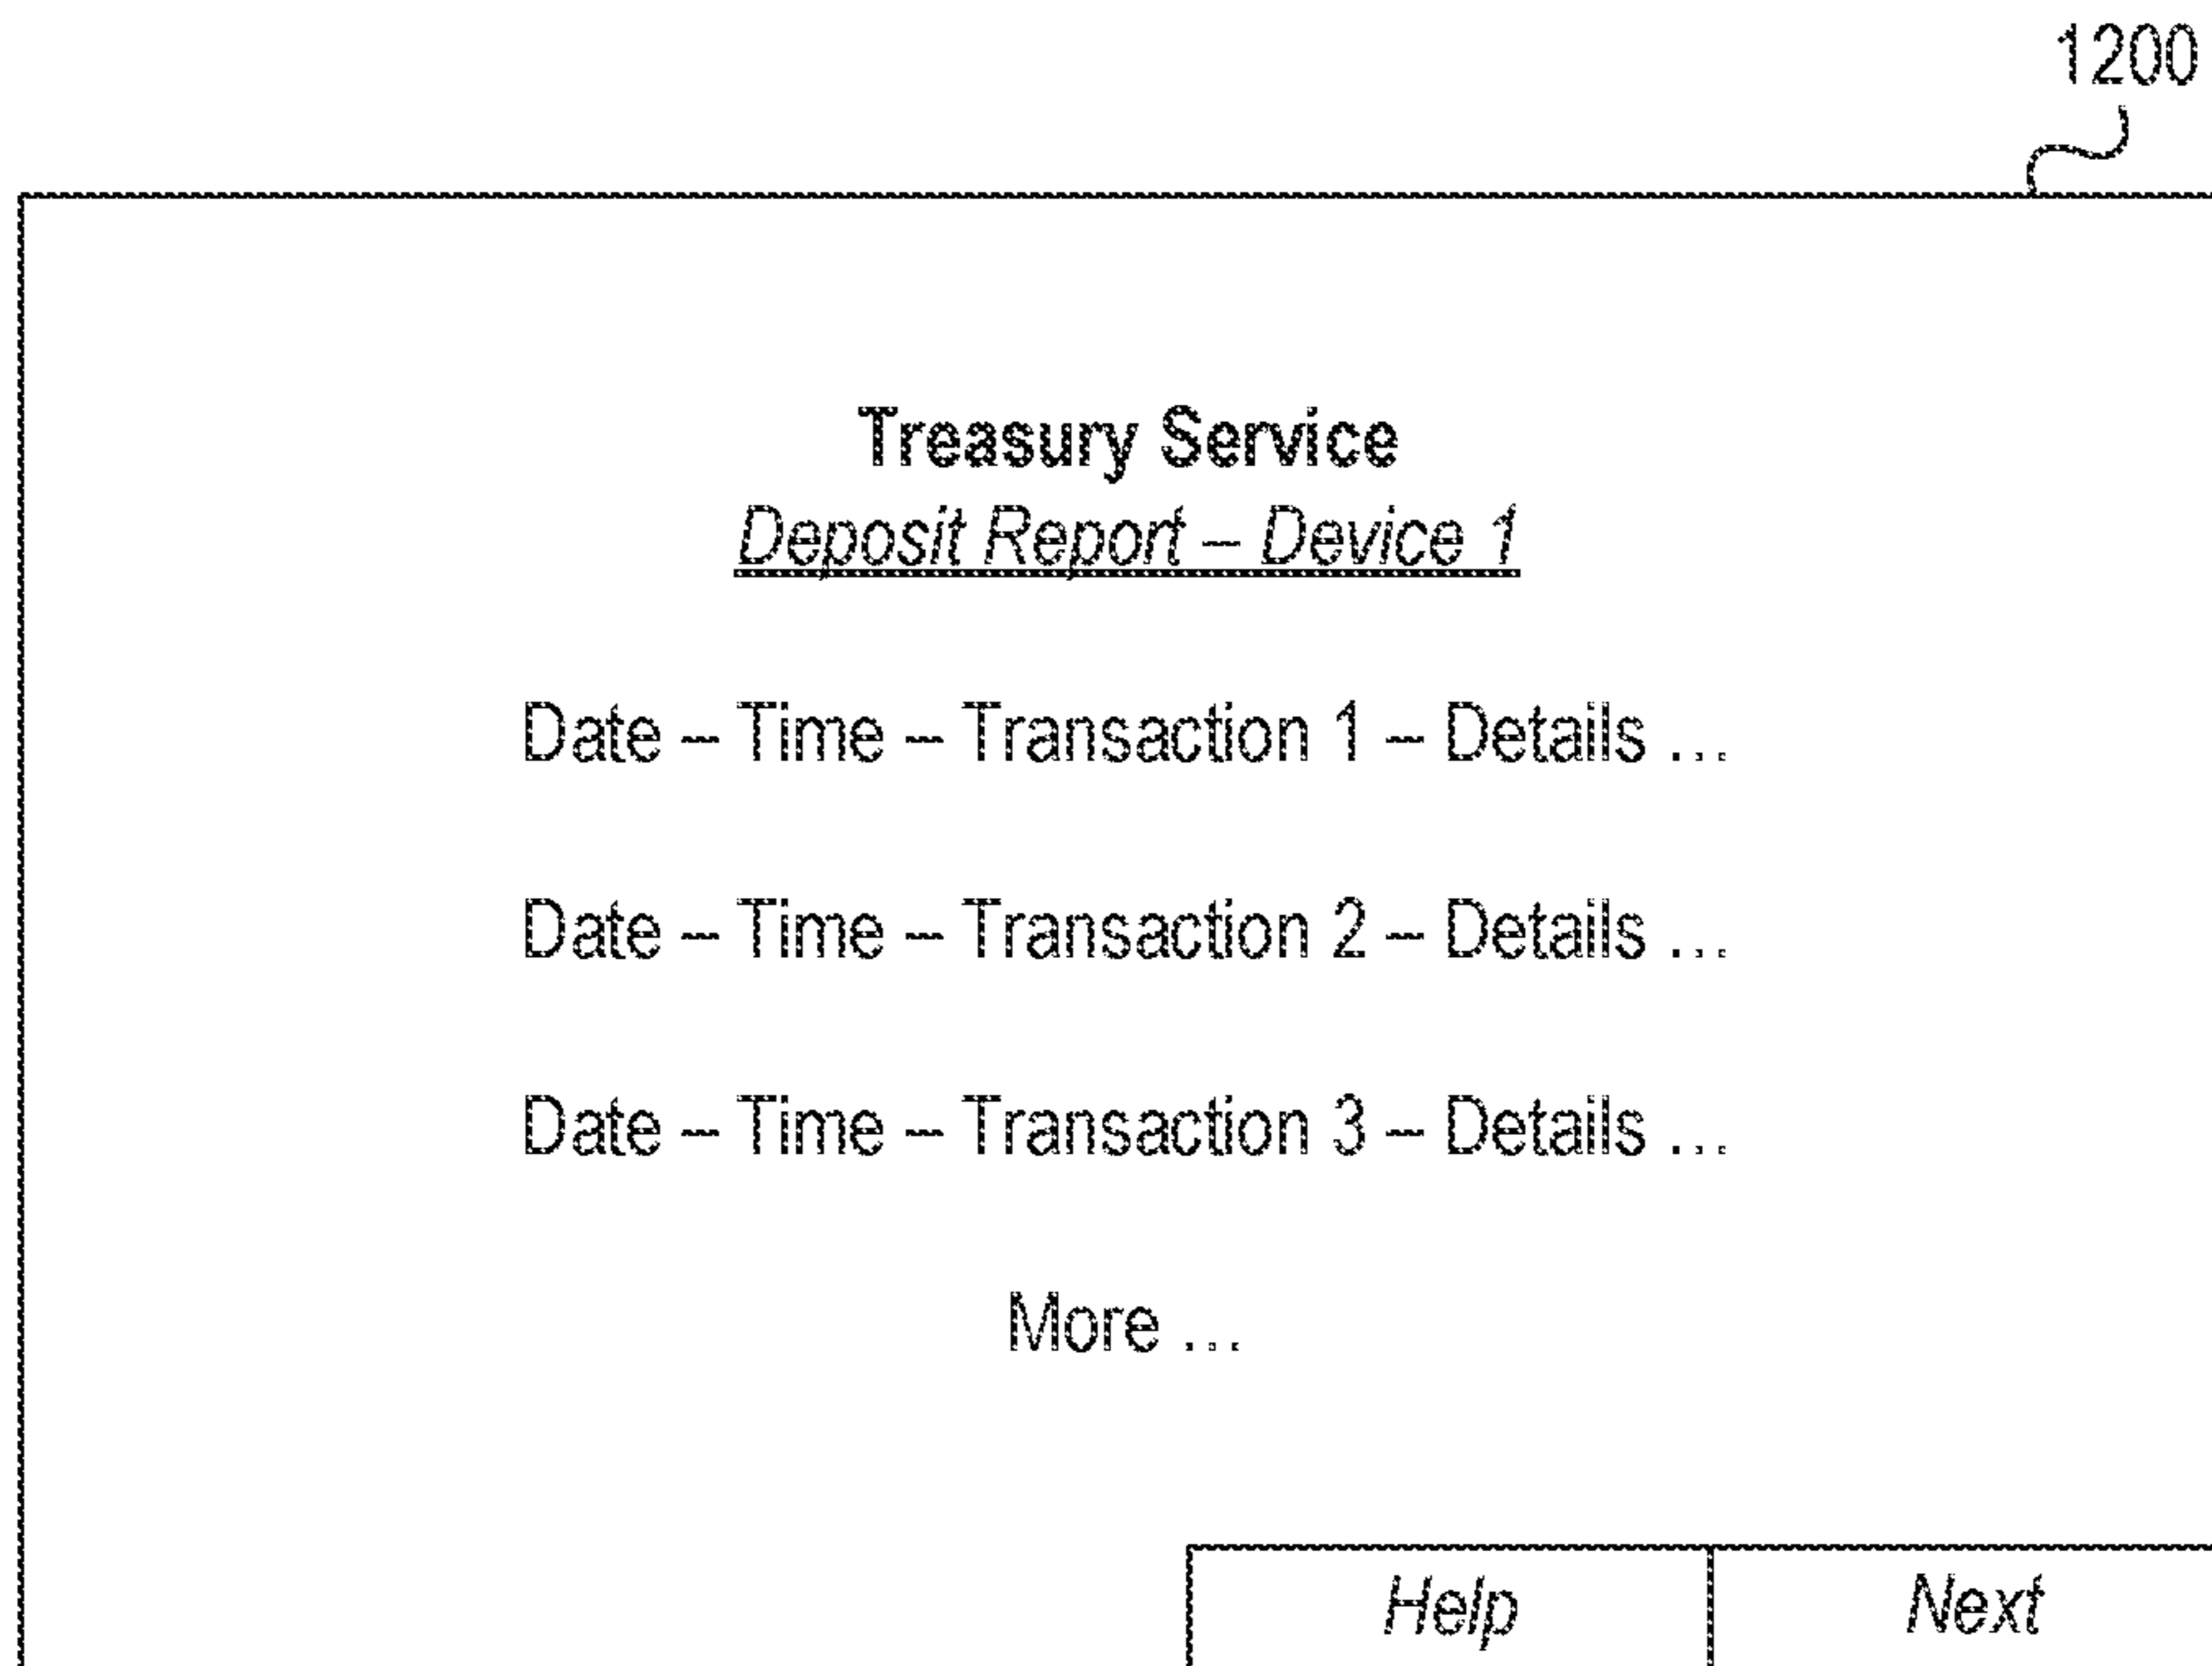 1200
Treasury Service
Deposit Report – Device 1
Date – Time – Transaction 1 – Details ...
Date – Time – Transaction 2 – Details ...
Date – Time – Transaction 3 – Details ...
More ...
Help Next